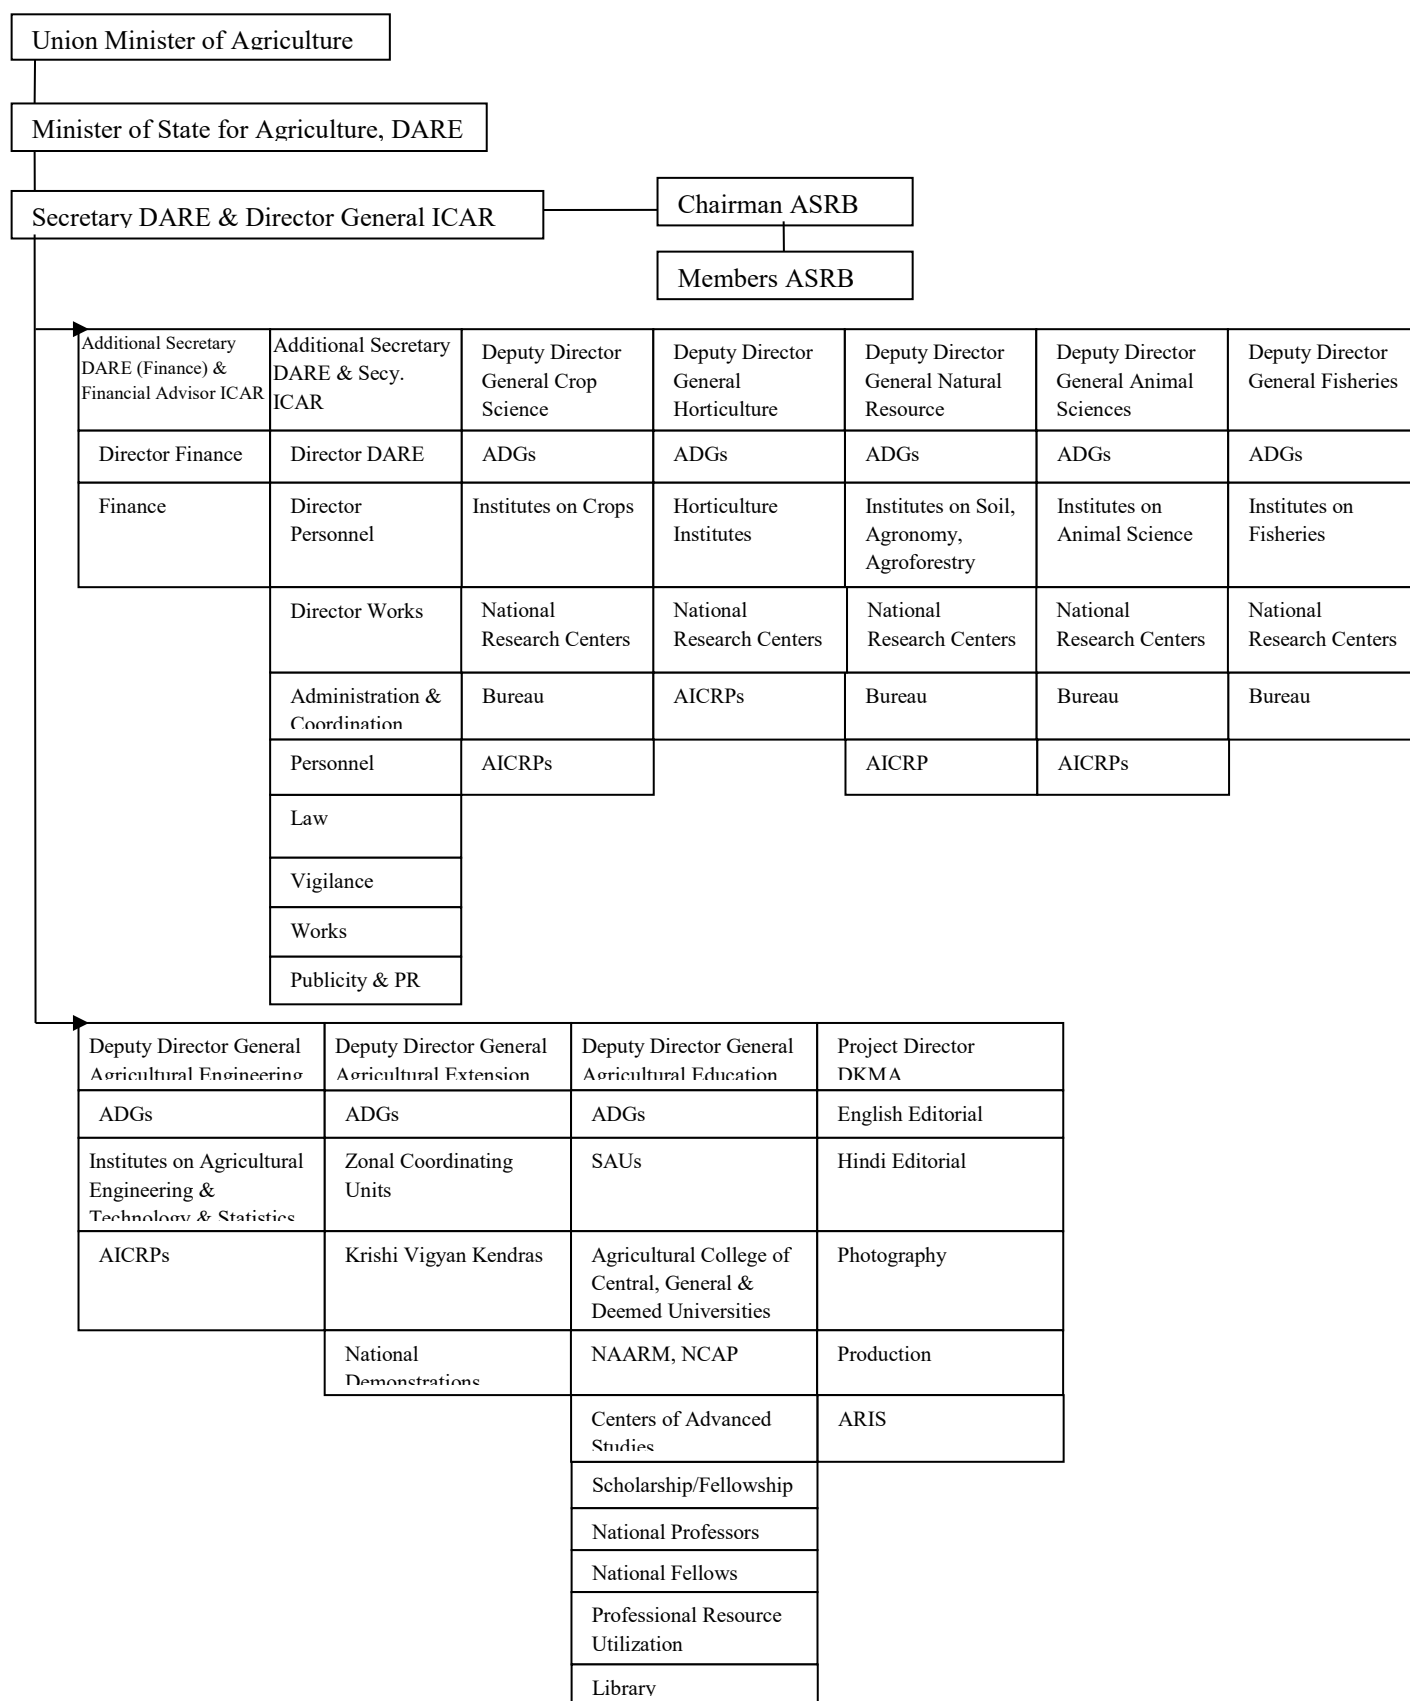 Union Minister of Agriculture
Minister of State for Agriculture, DARE
Secretary DARE & Director General ICAR
Chairman ASRB
Members ASRB
Additional Secretary
DARE (Finance) &
Financial Advisor ICAR
Additional Secretary
DARE & Secy.
ICAR
Deputy Director
General Crop
Science
Deputy Director
General
Horticulture
Deputy Director
General Natural
Resource
Deputy Director
General Animal
Sciences
Deputy Director
General Fisheries
Director Finance
Director DARE
ADGs
ADGs
ADGs
ADGs
ADGs
Finance
Director
Personnel
Institutes on Crops
Horticulture
Institutes
Institutes on Soil,
Agronomy,
Agroforestry
Institutes on
Animal Science
Institutes on
Fisheries
Director Works
National
Research Centers
National
Research Centers
National
Research Centers
National
Research Centers
National
Research Centers
Administration &
Coordination
Bureau
AICRPs
Bureau
Bureau
Bureau
Personnel
AICRPs
AICRP
AICRPs
Law
Vigilance
Works
Publicity & PR
Deputy Director General
Agricultural Engineering
Deputy Director General
Agricultural Extension
Deputy Director General
Agricultural Education
Project Director
DKMA
ADGs
ADGs
ADGs
English Editorial
Institutes on Agricultural
Engineering &
Technology & Statistics
Zonal Coordinating
Units
SAUs
Hindi Editorial
AICRPs
Krishi Vigyan Kendras
Agricultural College of
Central, General &
Deemed Universities
Photography
National
Demonstrations
NAARM, NCAP
Production
Centers of Advanced
Studies
ARIS
Scholarship/Fellowship
National Professors
National Fellows
Professional Resource
Utilization
Library